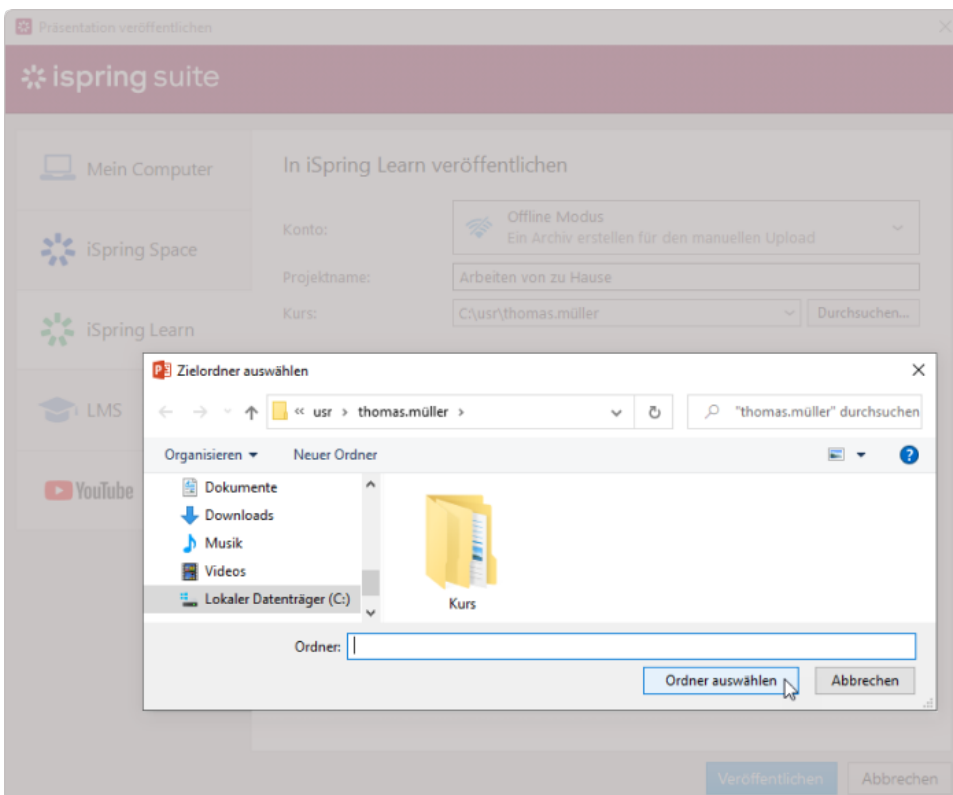 Präsentation veröffentlichen
ispring suite
Mein Computer
iSpring Space
iSpring Learn
LMS
YouTube
In iSpring Learn veröffentlichen
Konto:
Offline Modus
Ein Archiv erstellen für den manuellen Upload
Projektname:
Arbeiten von zu Hause
Kurs:
C:\usr\thomas.müller
Durchsuchen...
Zielordner auswählen
« usr › thomas.müller ›
"thomas.müller" durchsuchen
Organisieren
Neuer Ordner
Dokumente
Downloads
Musik
Videos
Lokaler Datenträger (C:)
Kurs
Ordner:
Ordner auswählen
Abbrechen
Veröffentlichen
Abbrechen